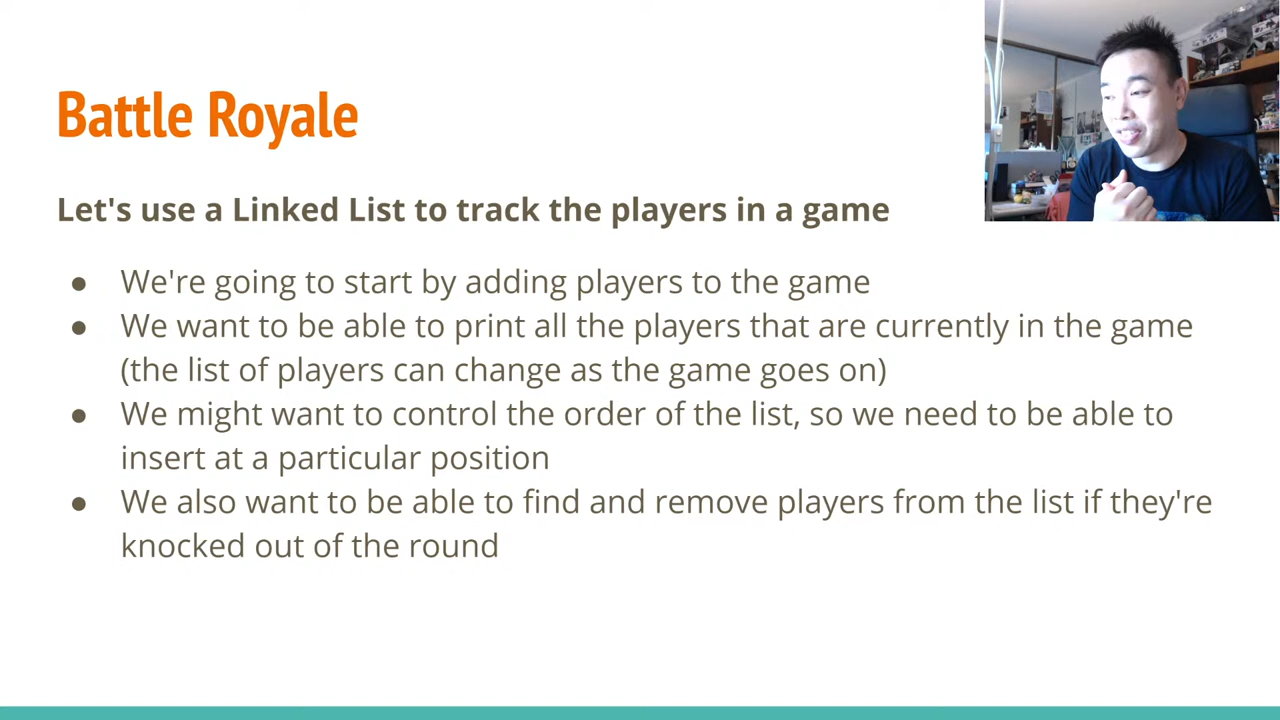 Battle Royale
Let's use a Linked List to track the players in a game
● We're going to start by adding players to the game
● We want to be able to print all the players that are currently in the game
(the list of players can change as the game goes on)
● We might want to control the order of the list, so we need to be able to
insert at a particular position
● We also want to be able to find and remove players from the list if they're
knocked out of the round